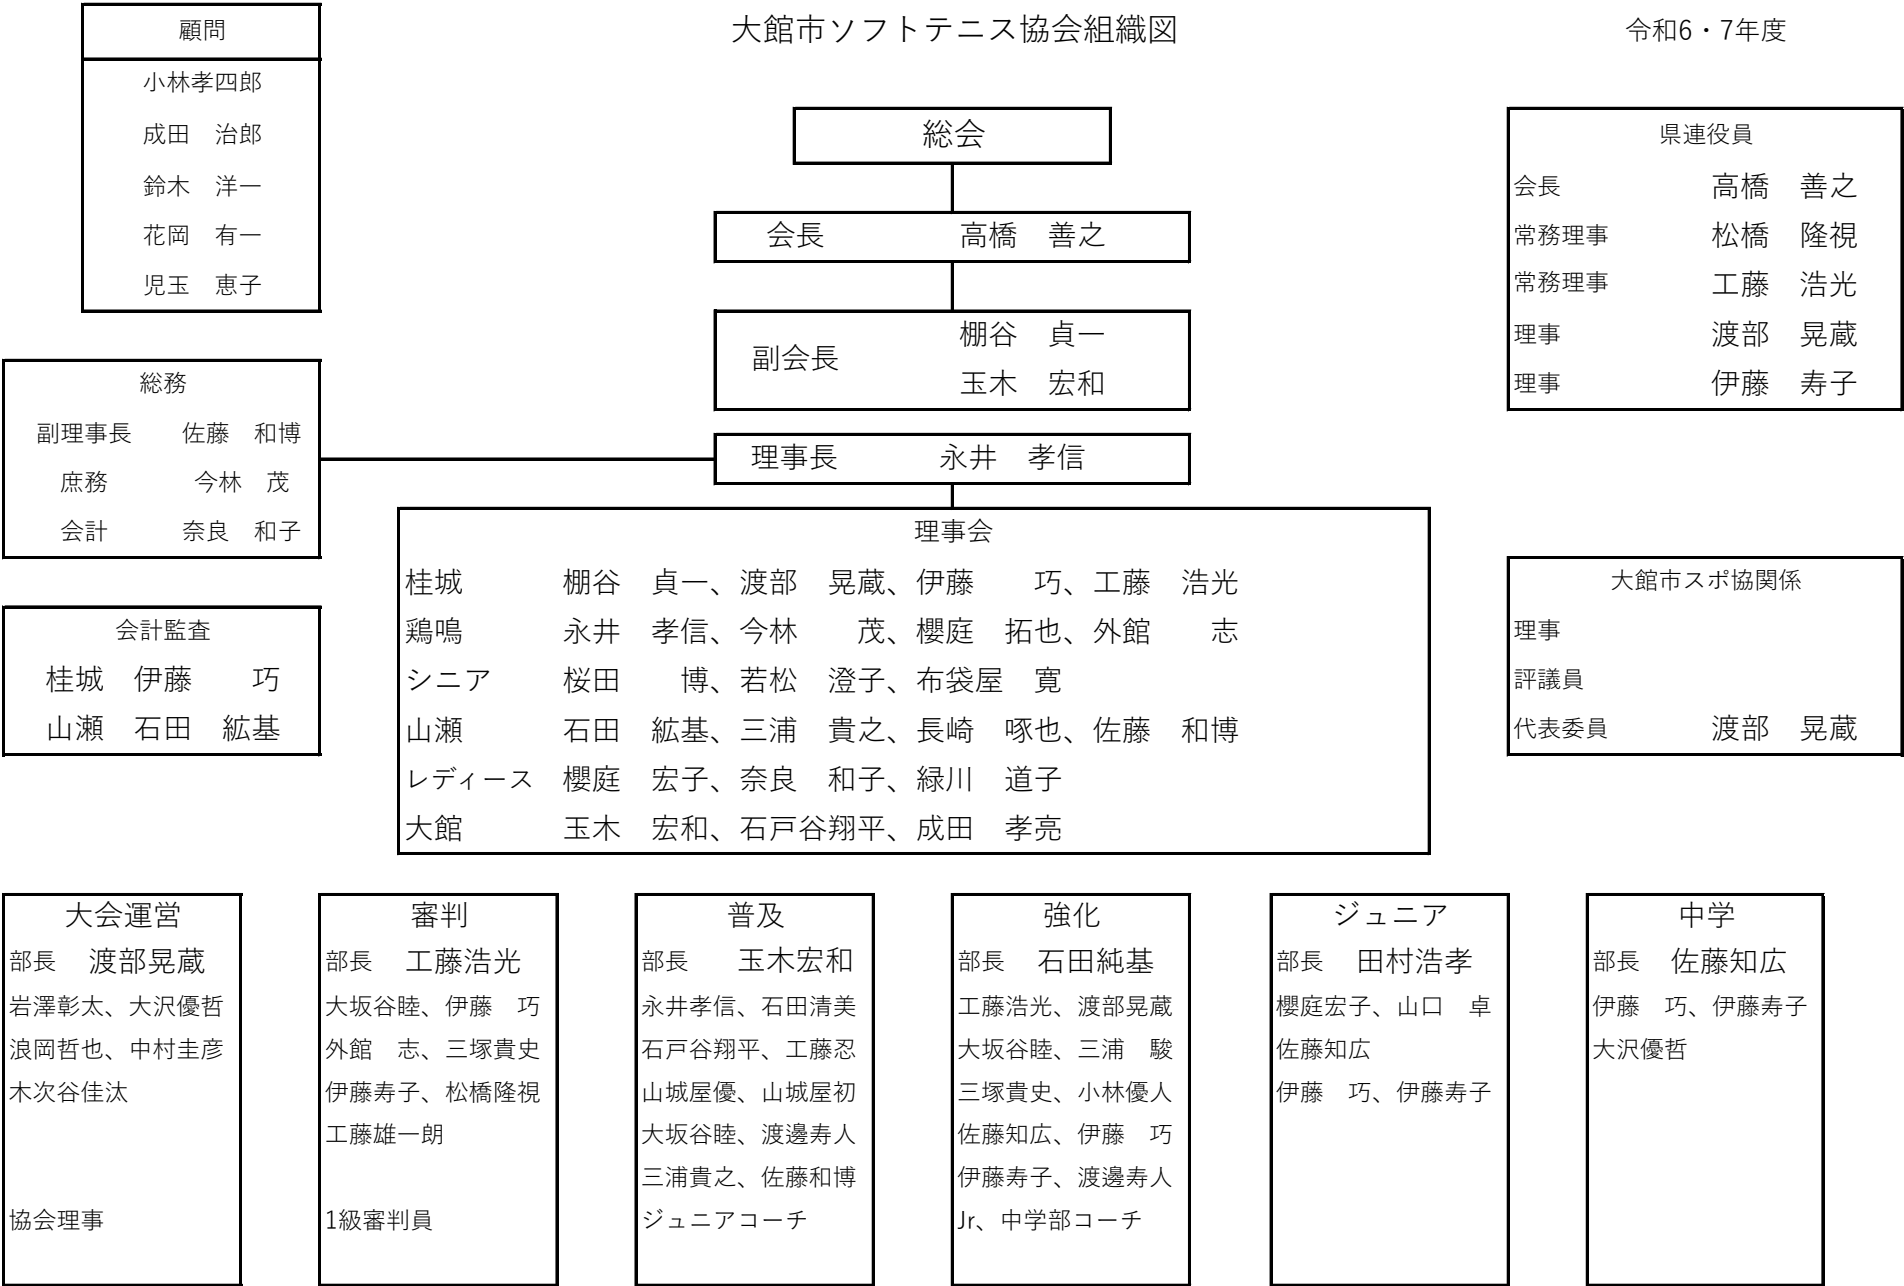 大館市ソフトテニス協会組織図
令和6・7年度
顧問
小林孝四郎
成田　治郎
鈴木　洋一
花岡　有一
児玉　恵子
総会
会長　高橋　善之
副会長
棚谷　貞一
玉木　宏和
県連役員
会長　高橋　善之
常務理事　松橋　隆視
常務理事　工藤　浩光
理事　渡部　晃蔵
理事　伊藤　寿子
総務
副理事長　佐藤　和博
庶務　今林　茂
会計　奈良　和子
理事長　永井　孝信
会計監査
桂城　伊藤　　巧
山瀬　石田　紘基
理事会
桂城　棚谷　貞一、渡部　晃蔵、伊藤　　巧、工藤　浩光
鶏鳴　永井　孝信、今林　　茂、櫻庭　拓也、外館　　志
シニア　桜田　　博、若松　澄子、布袋屋　寛
山瀬　石田　紘基、三浦　貴之、長崎　啄也、佐藤　和博
レディース　櫻庭　宏子、奈良　和子、緑川　道子
大館　玉木　宏和、石戸谷翔平、成田　孝亮
大館市スポ協関係
理事
評議員
代表委員　渡部　晃蔵
大会運営
部長　渡部晃蔵
岩澤彰太、大沢優哲
浪岡哲也、中村圭彦
木次谷佳汰
協会理事
審判
部長　工藤浩光
大坂谷睦、伊藤　巧
外館　志、三塚貴史
伊藤寿子、松橋隆視
工藤雄一朗
1級審判員
普及
部長　玉木宏和
永井孝信、石田清美
石戸谷翔平、工藤忍
山城屋優、山城屋初
大坂谷睦、渡邊寿人
三浦貴之、佐藤和博
ジュニアコーチ
強化
部長　石田純基
工藤浩光、渡部晃蔵
大坂谷睦、三浦　駿
三塚貴史、小林優人
佐藤知広、伊藤　巧
伊藤寿子、渡邊寿人
Jr、中学部コーチ
ジュニア
部長　田村浩孝
櫻庭宏子、山口　卓
佐藤知広
伊藤　巧、伊藤寿子
中学
部長　佐藤知広
伊藤　巧、伊藤寿子
大沢優哲